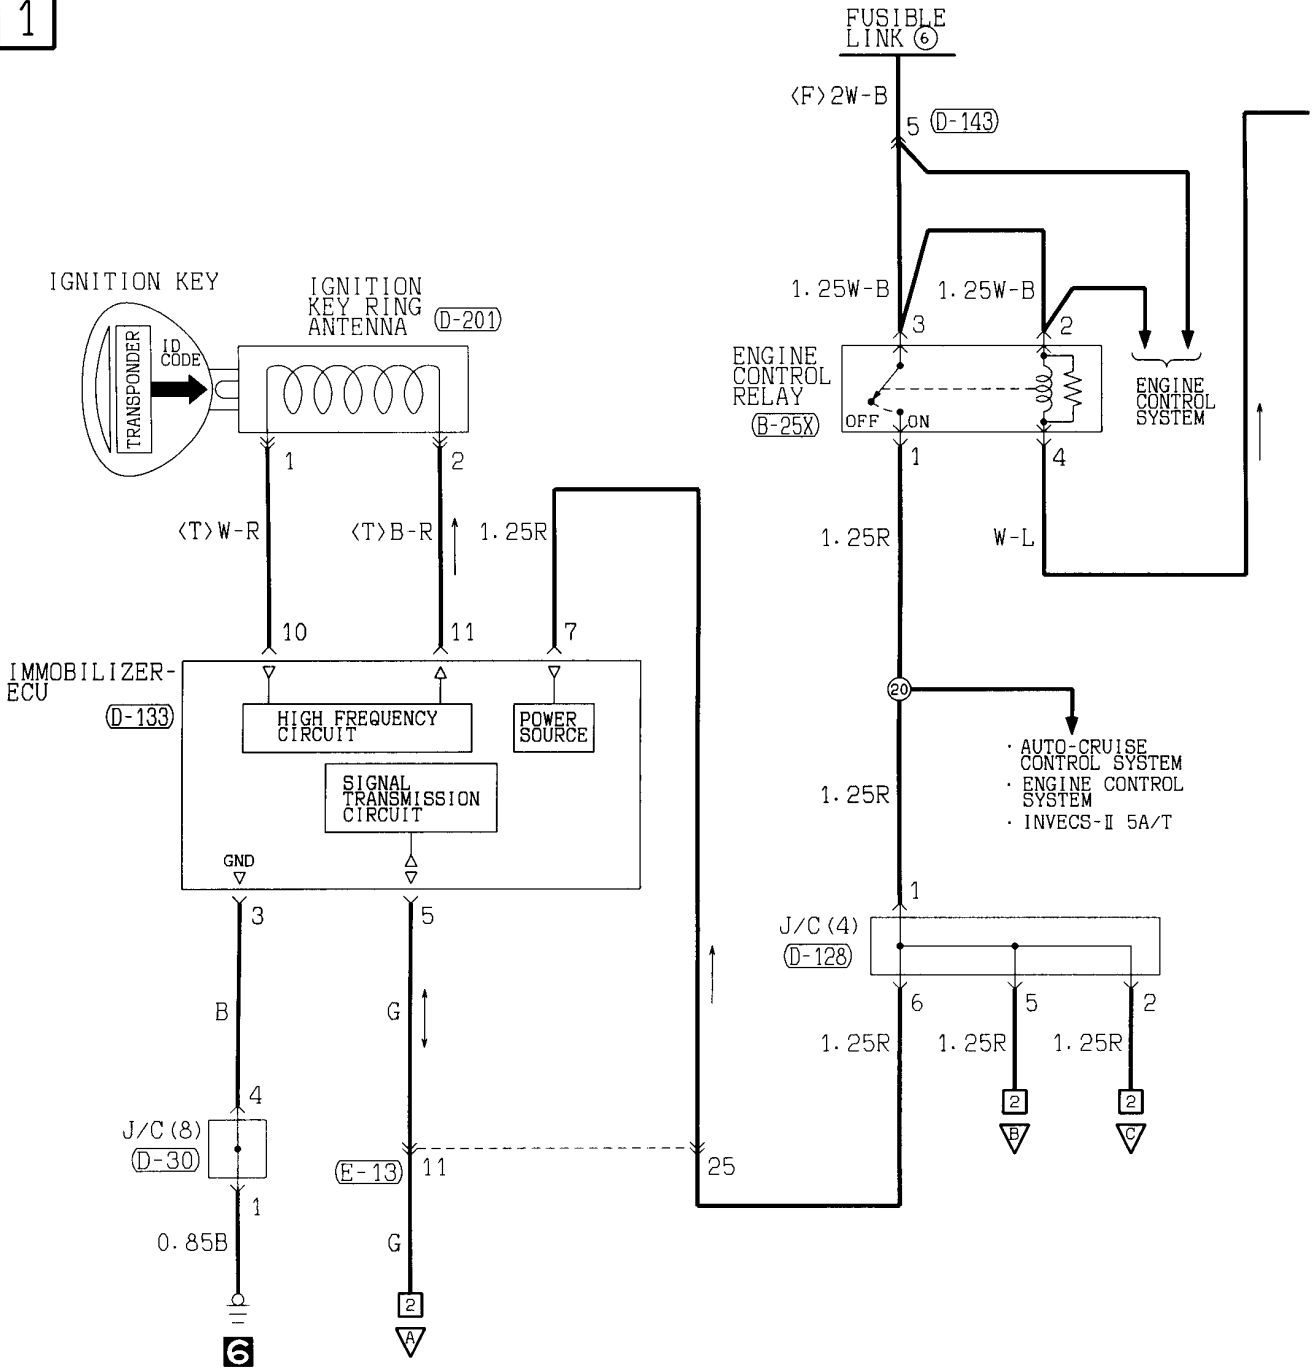 1
FUSIBLE
LINK 6
<F>2W-B
5 (D-143)
1.25W-B
1.25W-B
3
2
ENGINE
CONTROL
RELAY
(B-25X)
OFF
ON
ENGINE
CONTROL
SYSTEM
1
4
1.25R
W-L
IGNITION KEY
IGNITION
KEY RING
ANTENNA
(D-201)
TRANSPONDER
ID
CODE
1
2
<T>W-R
<T>B-R
1.25R
10
11
7
IMMOBILIZER-
ECU
(D-133)
HIGH FREQUENCY
CIRCUIT
POWER
SOURCE
SIGNAL
TRANSMISSION
CIRCUIT
GND
3
5
20
· AUTO-CRUISE
CONTROL SYSTEM
· ENGINE CONTROL
SYSTEM
· INVECS-Ⅱ 5A/T
1.25R
1
J/C(4)
(D-128)
6
5
2
1.25R
1.25R
1.25R
2
2
B
C
B
G
4
J/C(8)
(D-30)
1
(E-13)
11
25
0.85B
G
2
A
6